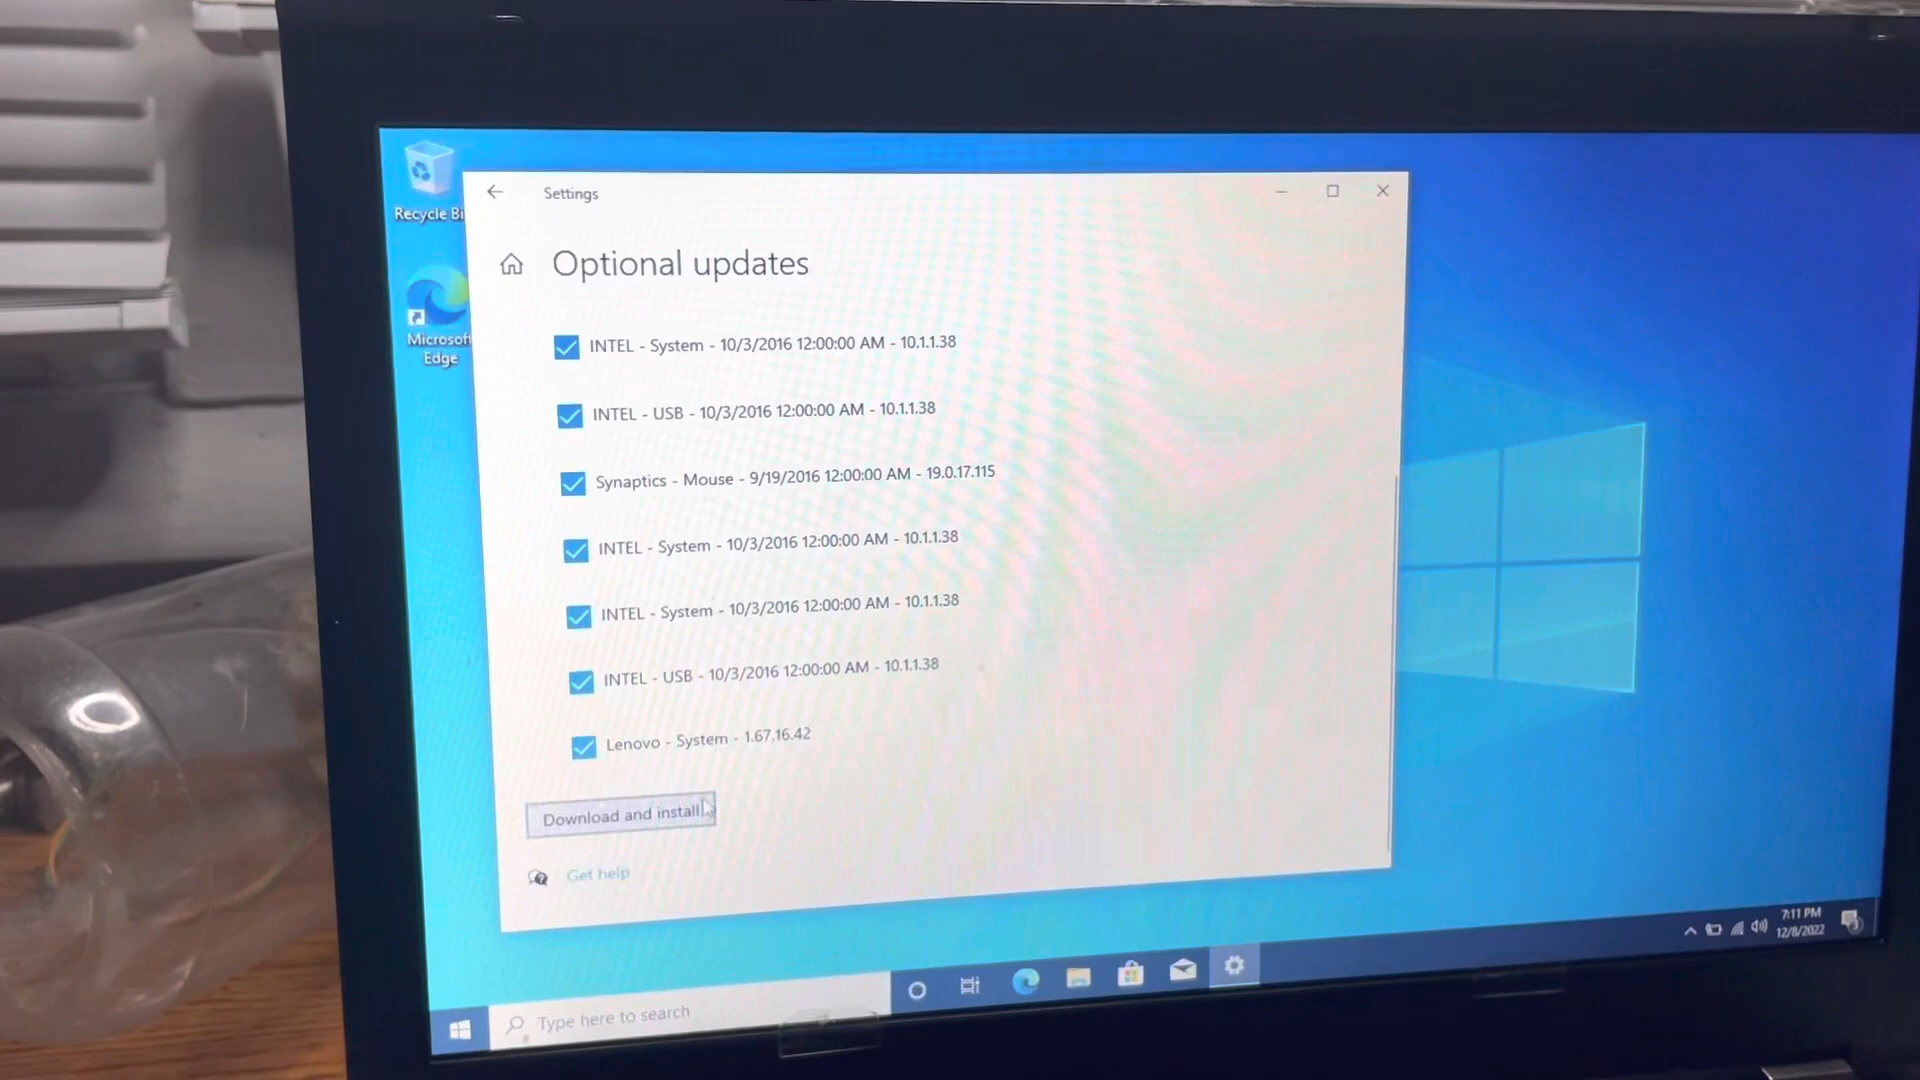 Recycle Bi
Microsoft
Edge
Settings
Optional updates
INTEL - System - 10/3/2016 12:00:00 AM - 10.1.1.38
INTEL - USB - 10/3/2016 12:00:00 AM - 10.1.1.38
Synaptics - Mouse - 9/19/2016 12:00:00 AM - 19.0.17.115
INTEL - System - 10/3/2016 12:00:00 AM - 10.1.1.38
INTEL - System - 10/3/2016 12:00:00 AM - 10.1.1.38
INTEL - USB - 10/3/2016 12:00:00 AM - 10.1.1.38
Lenovo - System - 1.67.16.42
Download and install
Get help
Type here to search
7:11 PM
12/8/2022